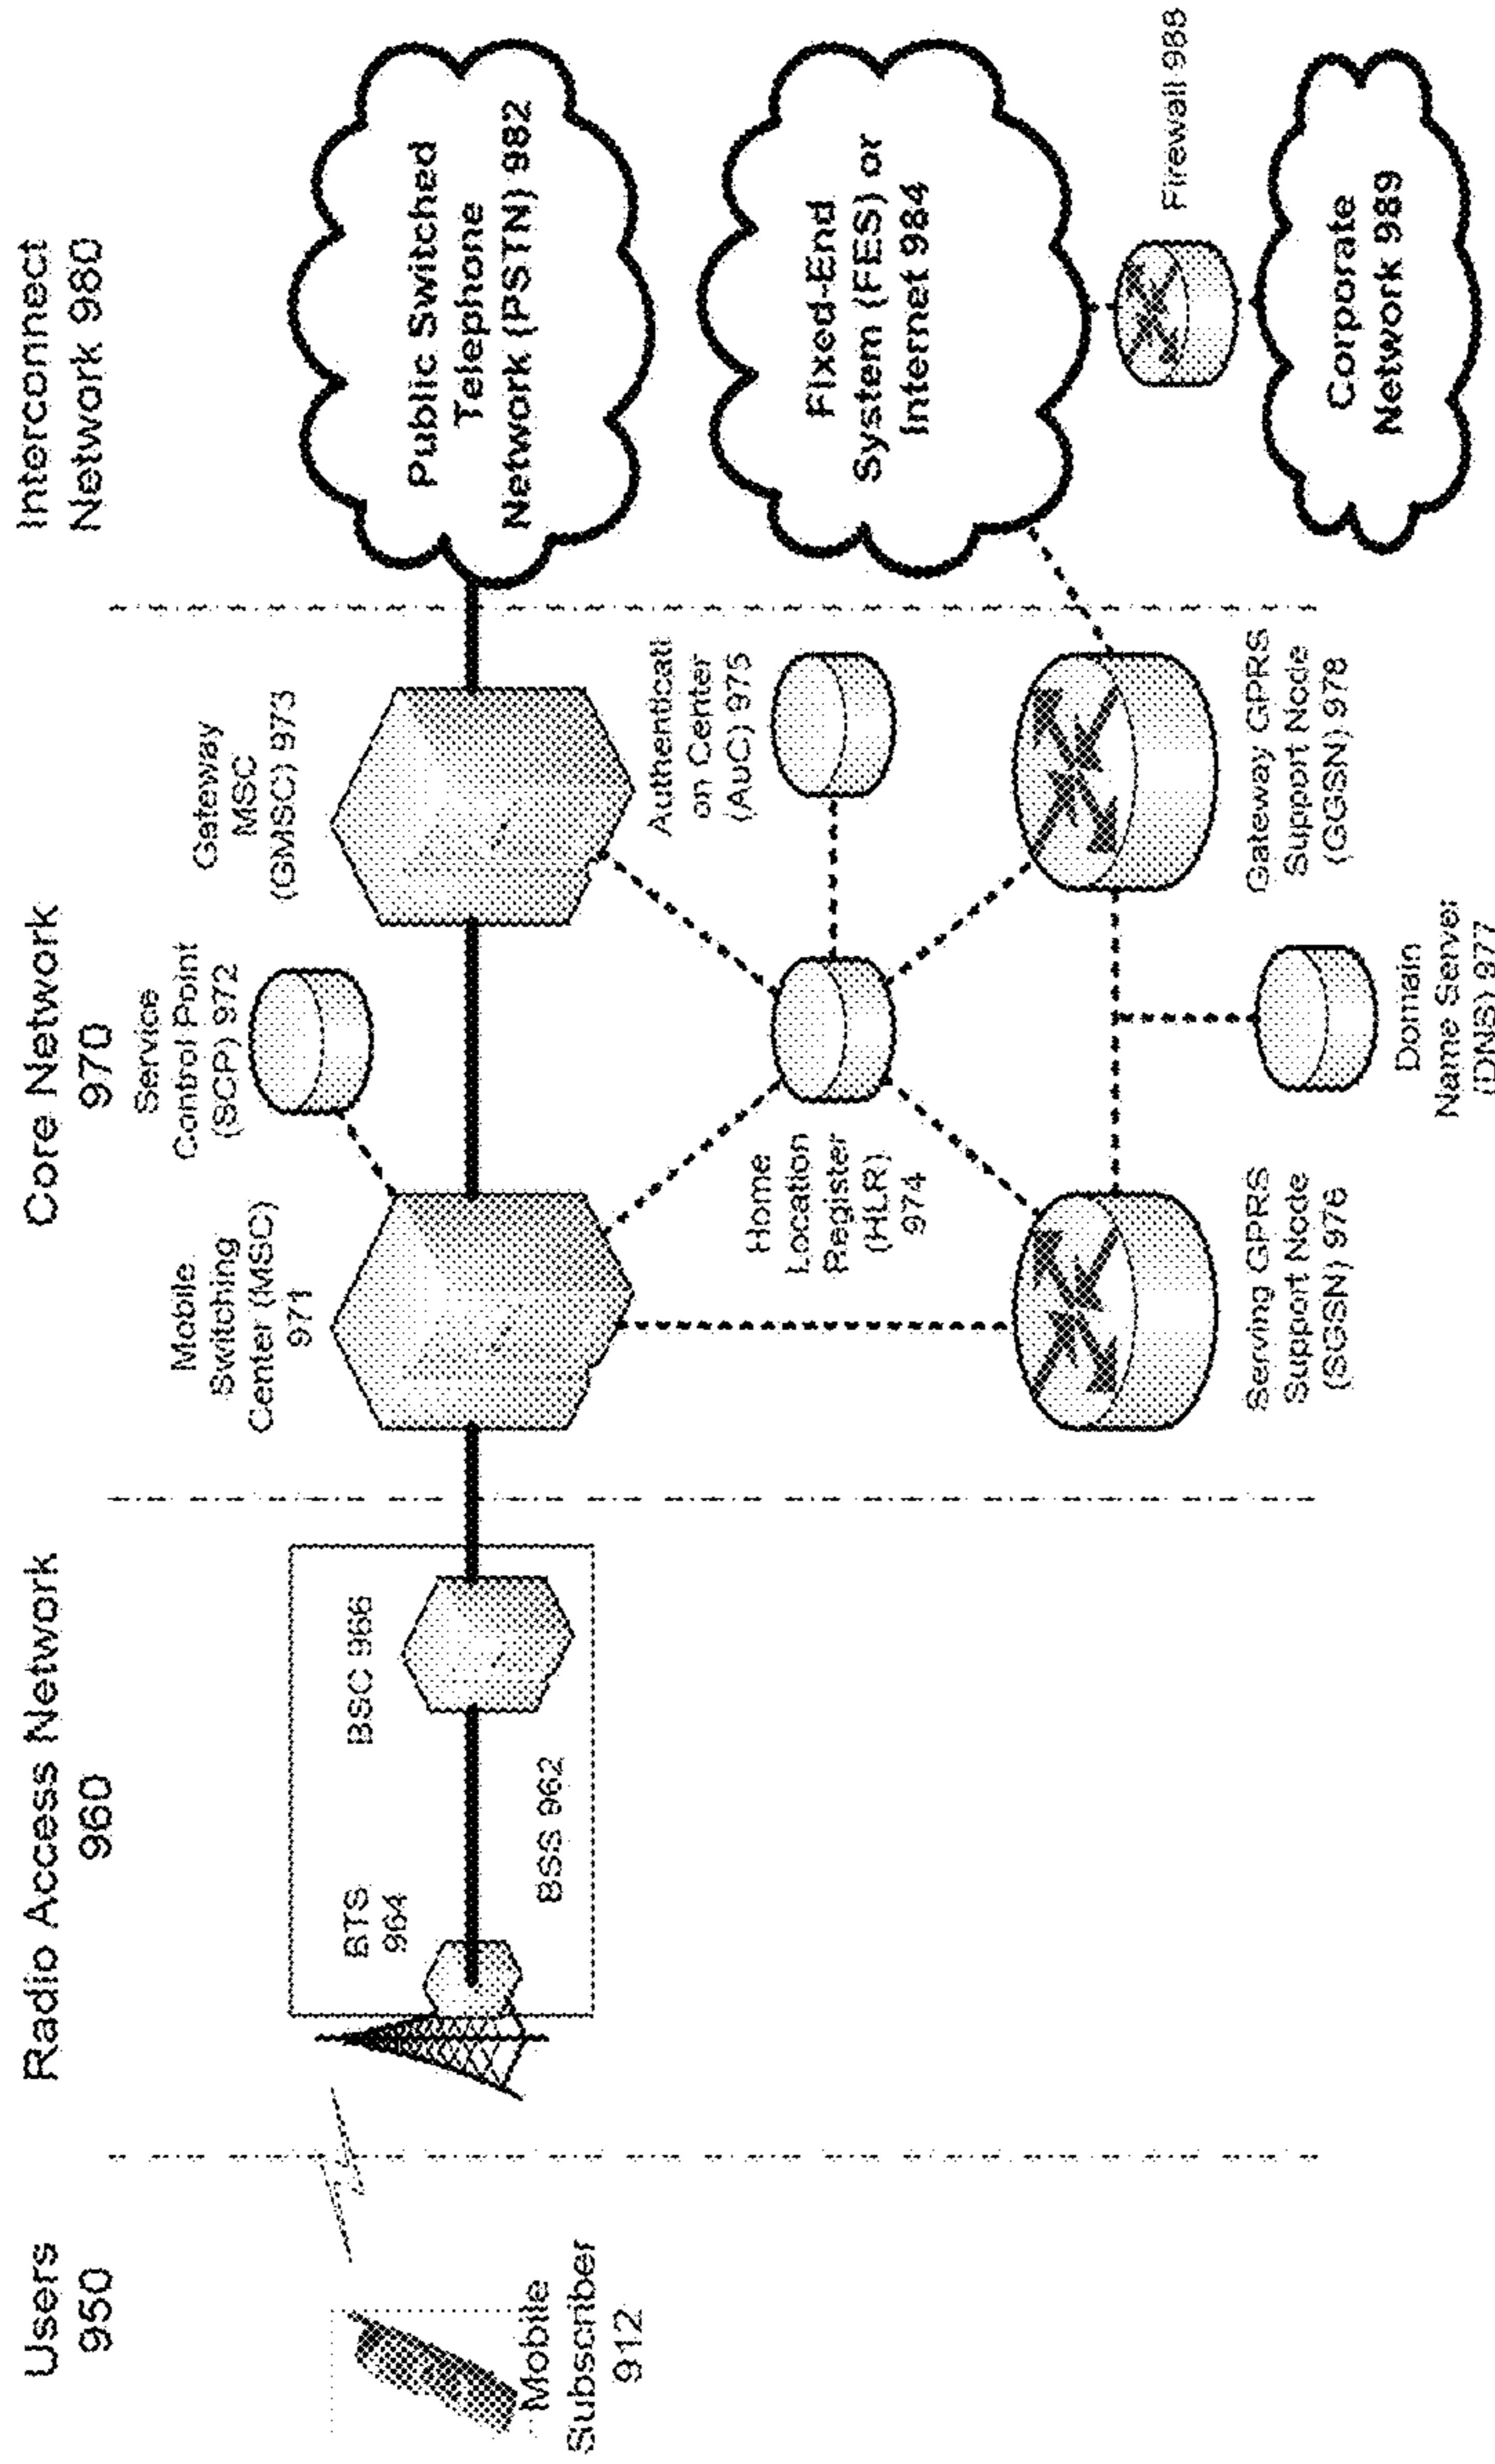 Users
950
Radio Access Network
960
Core Network
970
Interconnect
Network 980
Mobile
Subscriber
912
BTS
964
BSC 966
BSS 962
Mobile
Switching
Center (MSC)
971
Service
Control Point
(SCP) 972
Gateway
MSC
(GMSC) 973
Home
Location
Register
(HLR)
974
Authenticati
on Center
(AuC) 975
Serving GPRS
Support Node
(SGSN) 976
Domain
Name Server
(DNS) 977
Gateway GPRS
Support Node
(GGSN) 978
Public Switched
Telephone
Network (PSTN) 982
Fixed-End
System (FES) or
Internet 984
Firewall 988
Corporate
Network 989